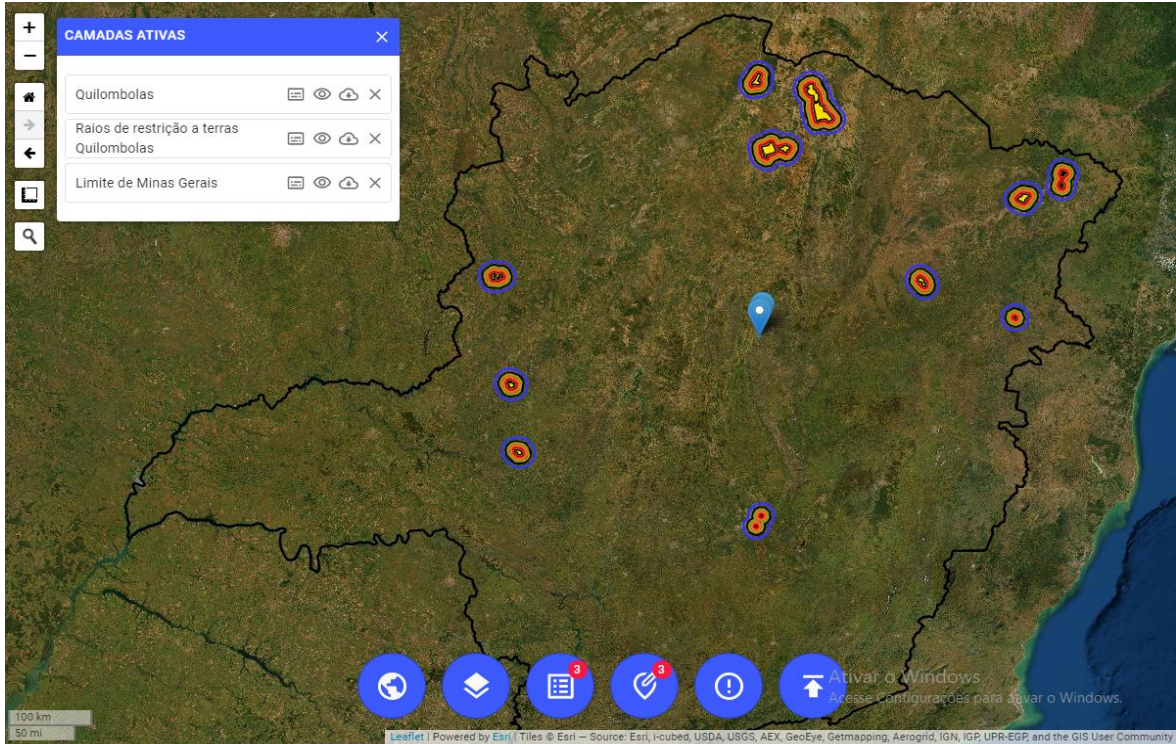 +
−
CAMADAS ATIVAS
Quilombolas
Raios de restrição a terras
Quilombolas
Limite de Minas Gerais
3
3
Ativar o Windows
Acesse Configurações para ativar o Windows.
100 km
50 mi
Leaflet | Powered by Esri | Tiles © Esri — Source: Esri, i-cubed, USDA, USGS, AEX, GeoEye, Getmapping, Aerogrid, IGN, IGP, UPR-EGP, and the GIS User Community